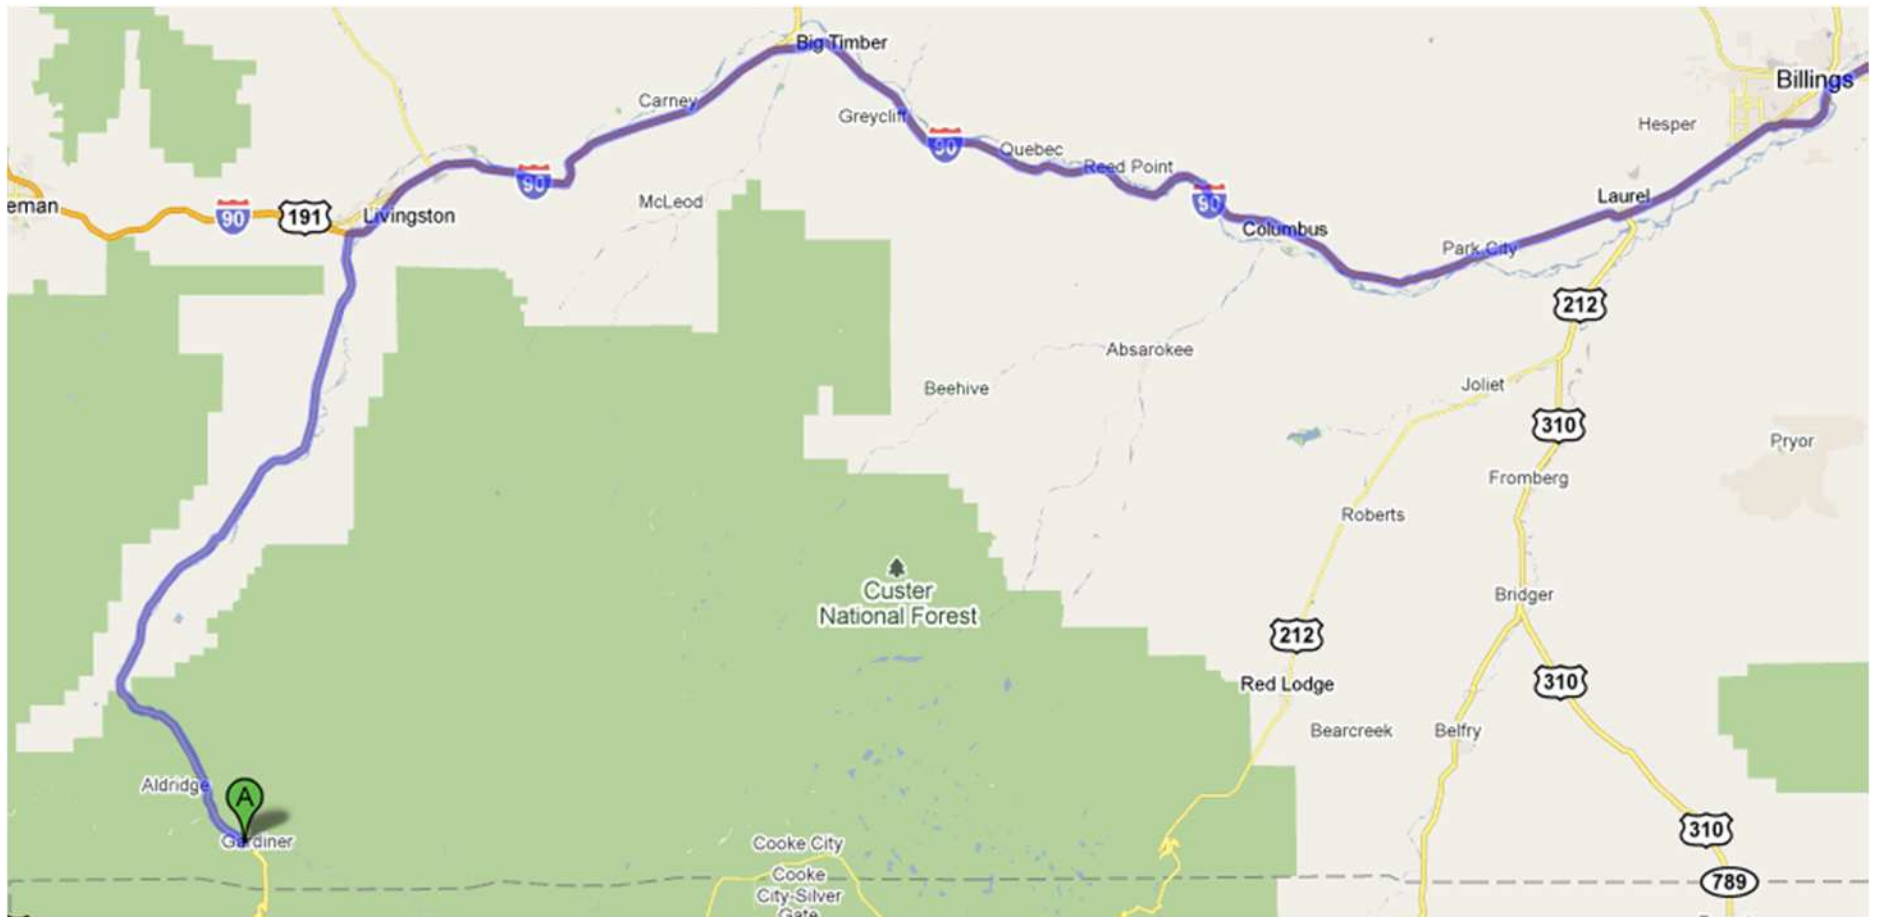 Big Timber
Billings
Carney
Greycliff
Hesper
90
Quebec
Reed Point
90
eman
90
191
Livingston
McLeod
90
Laurel
Columbus
Park City
212
Absarokee
Joliet
Beehive
310
Pryor
Fromberg
Roberts
Custer
National Forest
Bridger
212
Red Lodge
310
Bearcreek
Belfry
Aldridge
A
Gardiner
310
Cooke City
Cooke
City-Silver
Gate
789